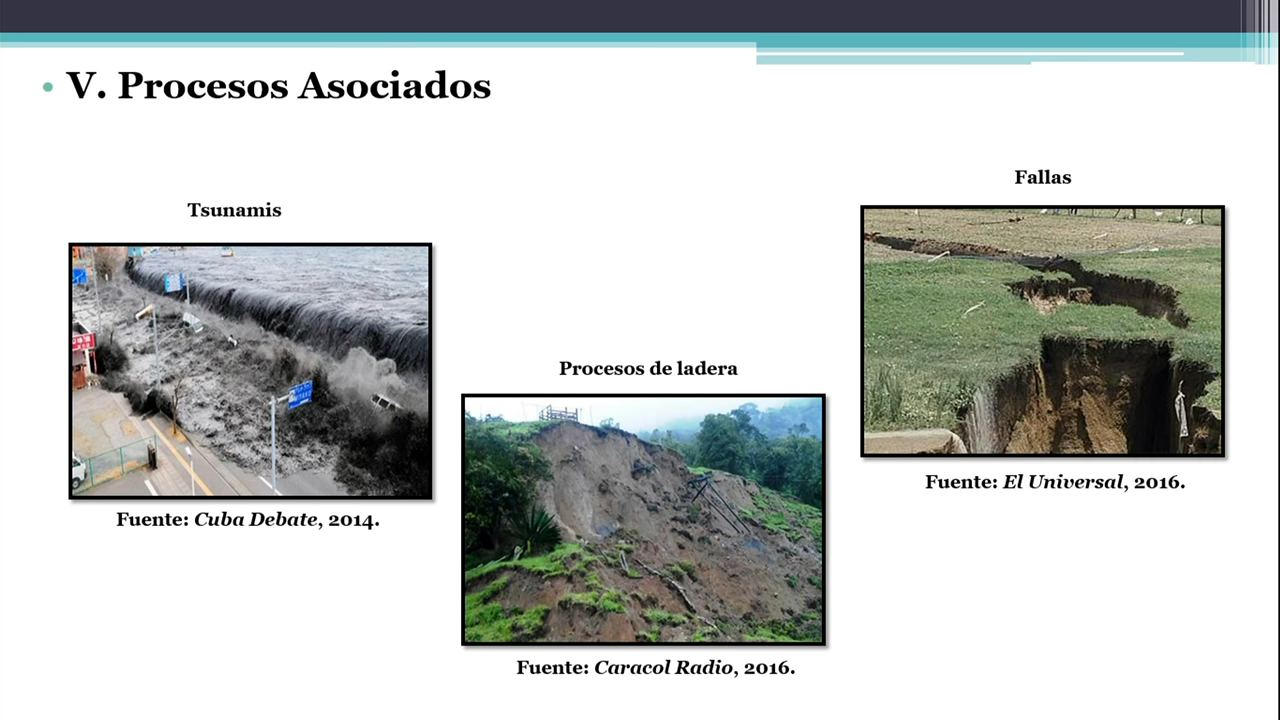 • V. Procesos Asociados
Tsunamis
Fuente: Cuba Debate, 2014.
Procesos de ladera
Fuente: Caracol Radio, 2016.
Fallas
Fuente: El Universal, 2016.